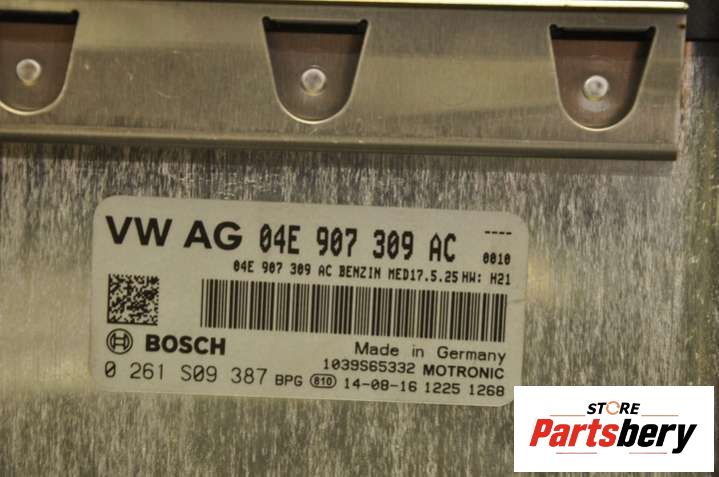 VW AG 04E 907 309 AC
----
0010
04E 907 309 AC BENZIN MED17.5.25 HW: H21
BOSCH
Made in Germany
1039S65332 MOTRONIC
0 261 S09 387 BPG 810 14-08-16 1225 1268
STORE
Partsbery